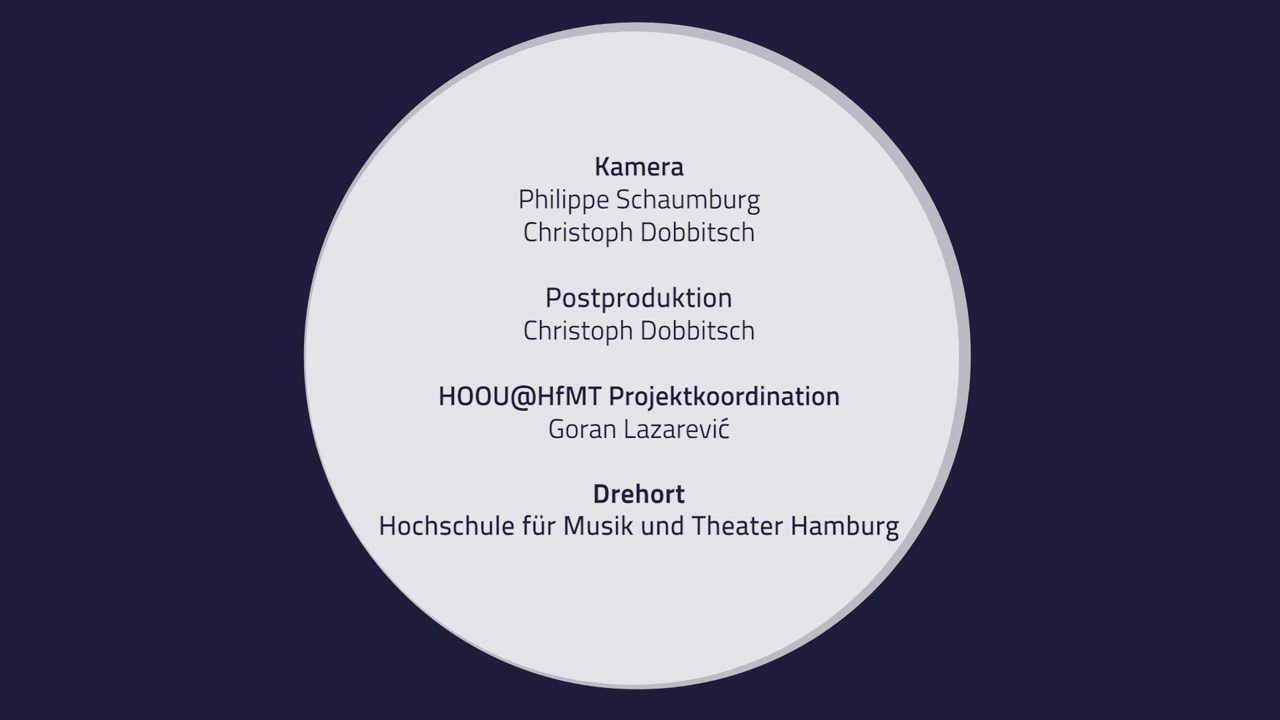 Kamera
Philippe Schaumburg
Christoph Dobbitsch
Postproduktion
Christoph Dobbitsch
HOOU@HfMT Projektkoordination
Goran Lazarević
Drehort
Hochschule für Musik und Theater Hamburg